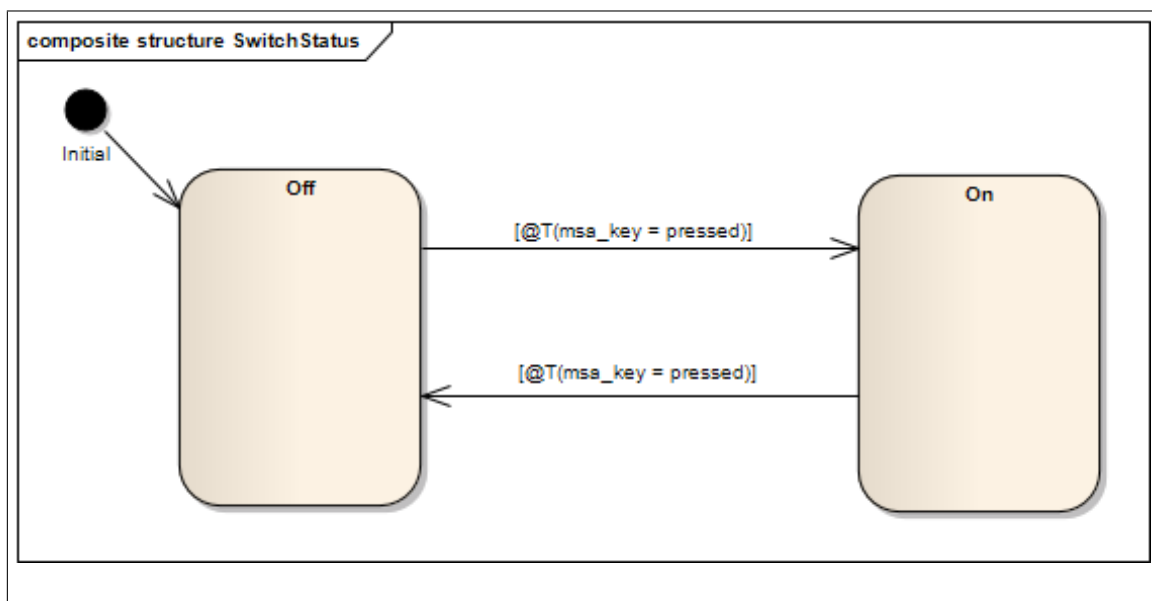 composite structure SwitchStatus
Initial
Off
On
[@T(msa_key = pressed)]
[@T(msa_key = pressed)]